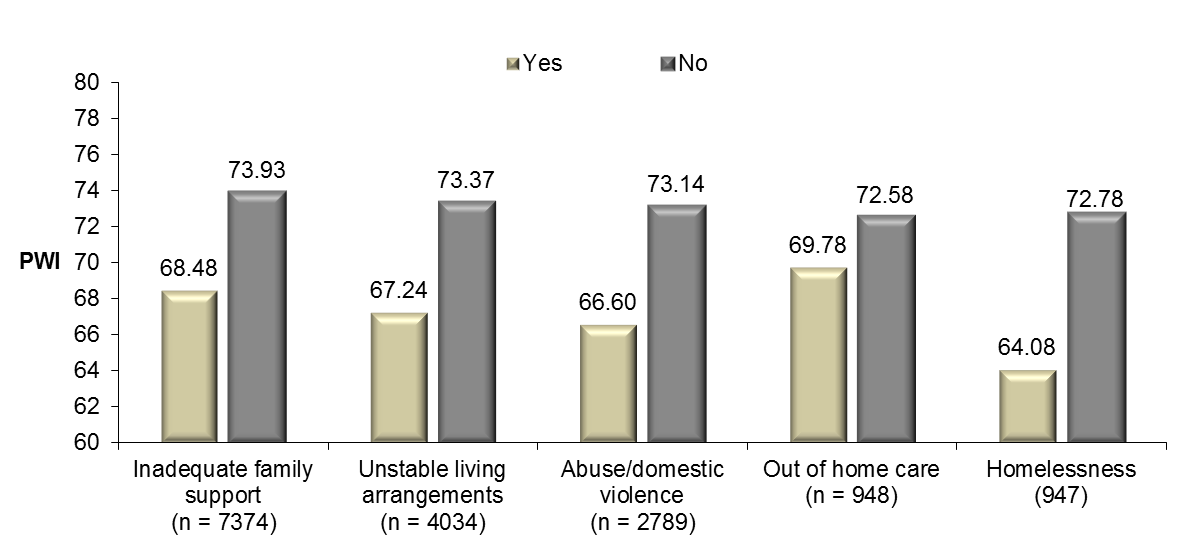 Yes No
80
78
76
74
72
70
68
66
64
62
60
PWI
68.48
73.93
67.24
73.37
66.60
73.14
69.78
72.58
64.08
72.78
Inadequate family
support
(n = 7374)
Unstable living
arrangements
(n = 4034)
Abuse/domestic
violence
(n = 2789)
Out of home care
(n = 948)
Homelessness
(947)